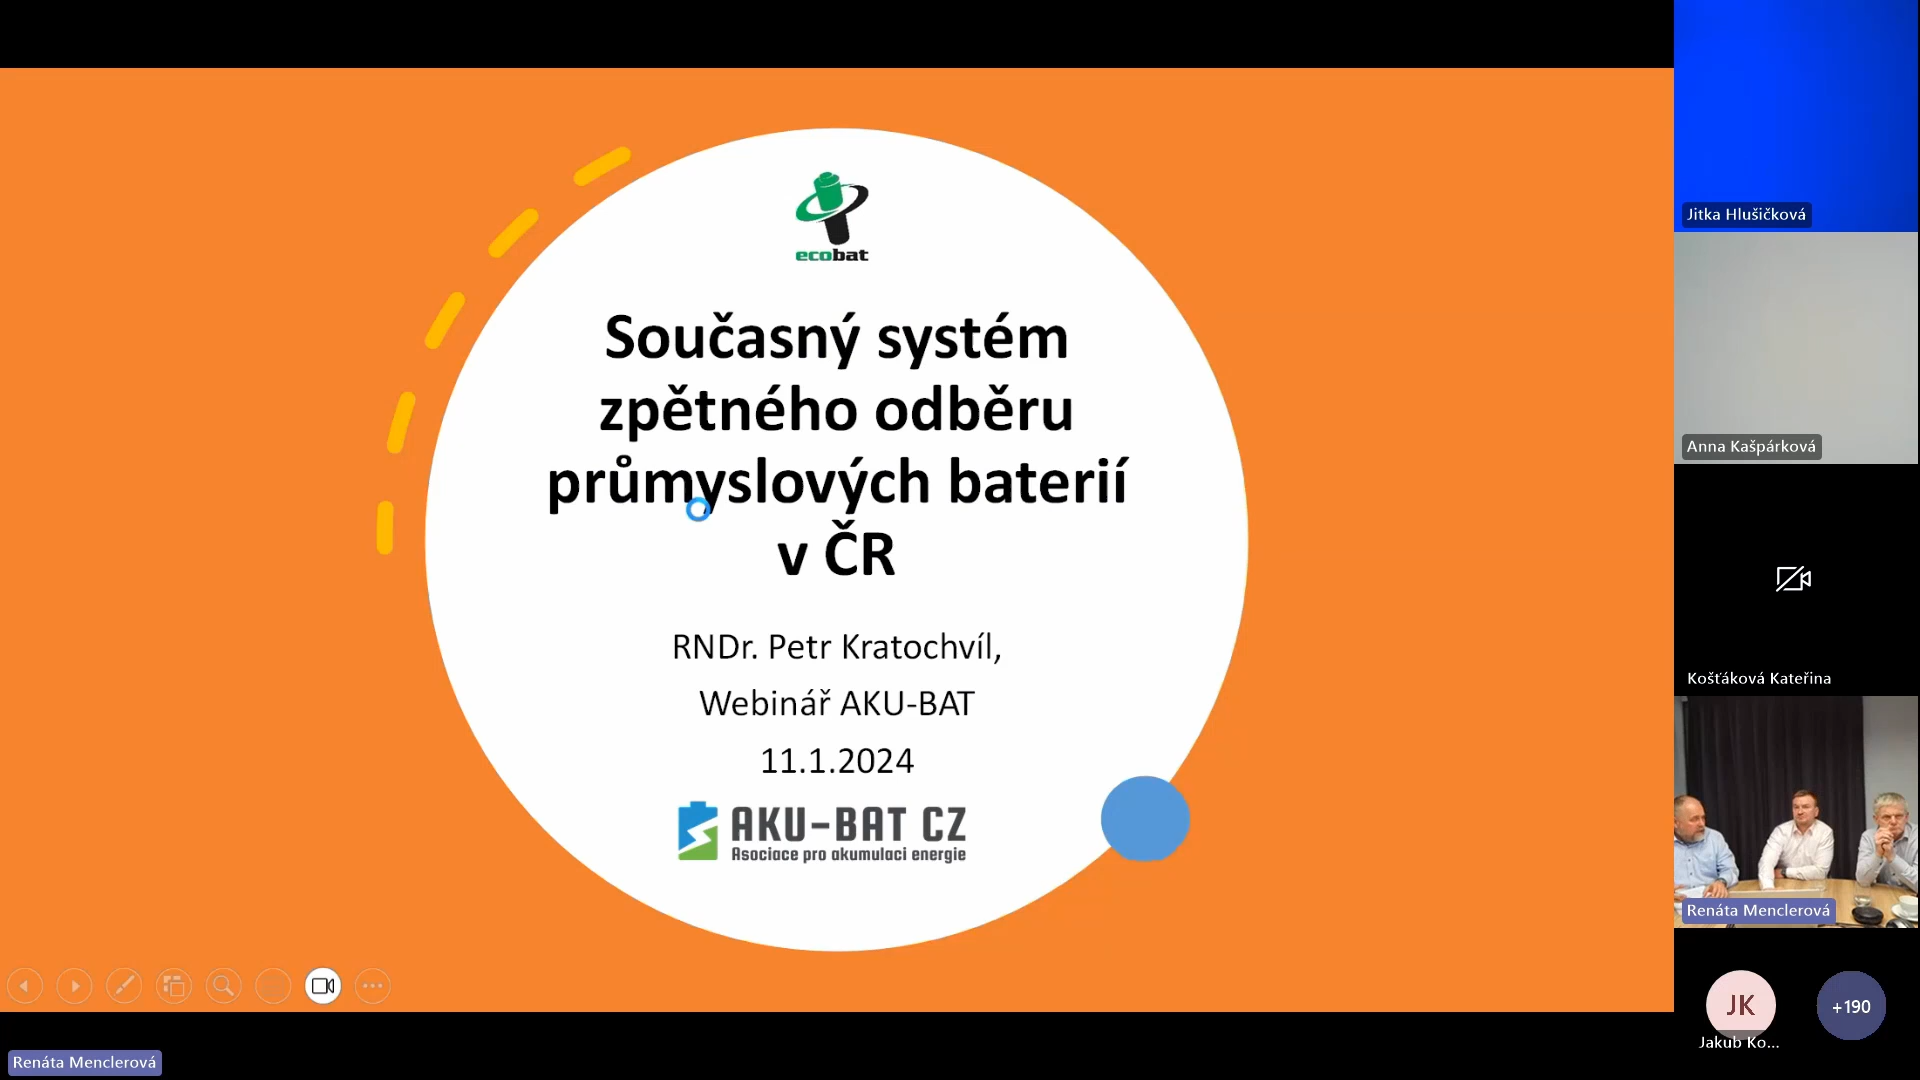 ecobat
Současný systém
zpětného odběru
průmyslových baterií
v ČR
RNDr. Petr Kratochvíl,
Webinář AKU-BAT
11.1.2024
AKU-BAT CZ
Asociace pro akumulaci energie
Renáta Menclerová
Jitka Hlušičková
Anna Kašpárková
Košťáková Kateřina
Renáta Menclerová
JK
Jakub Ko...
+190